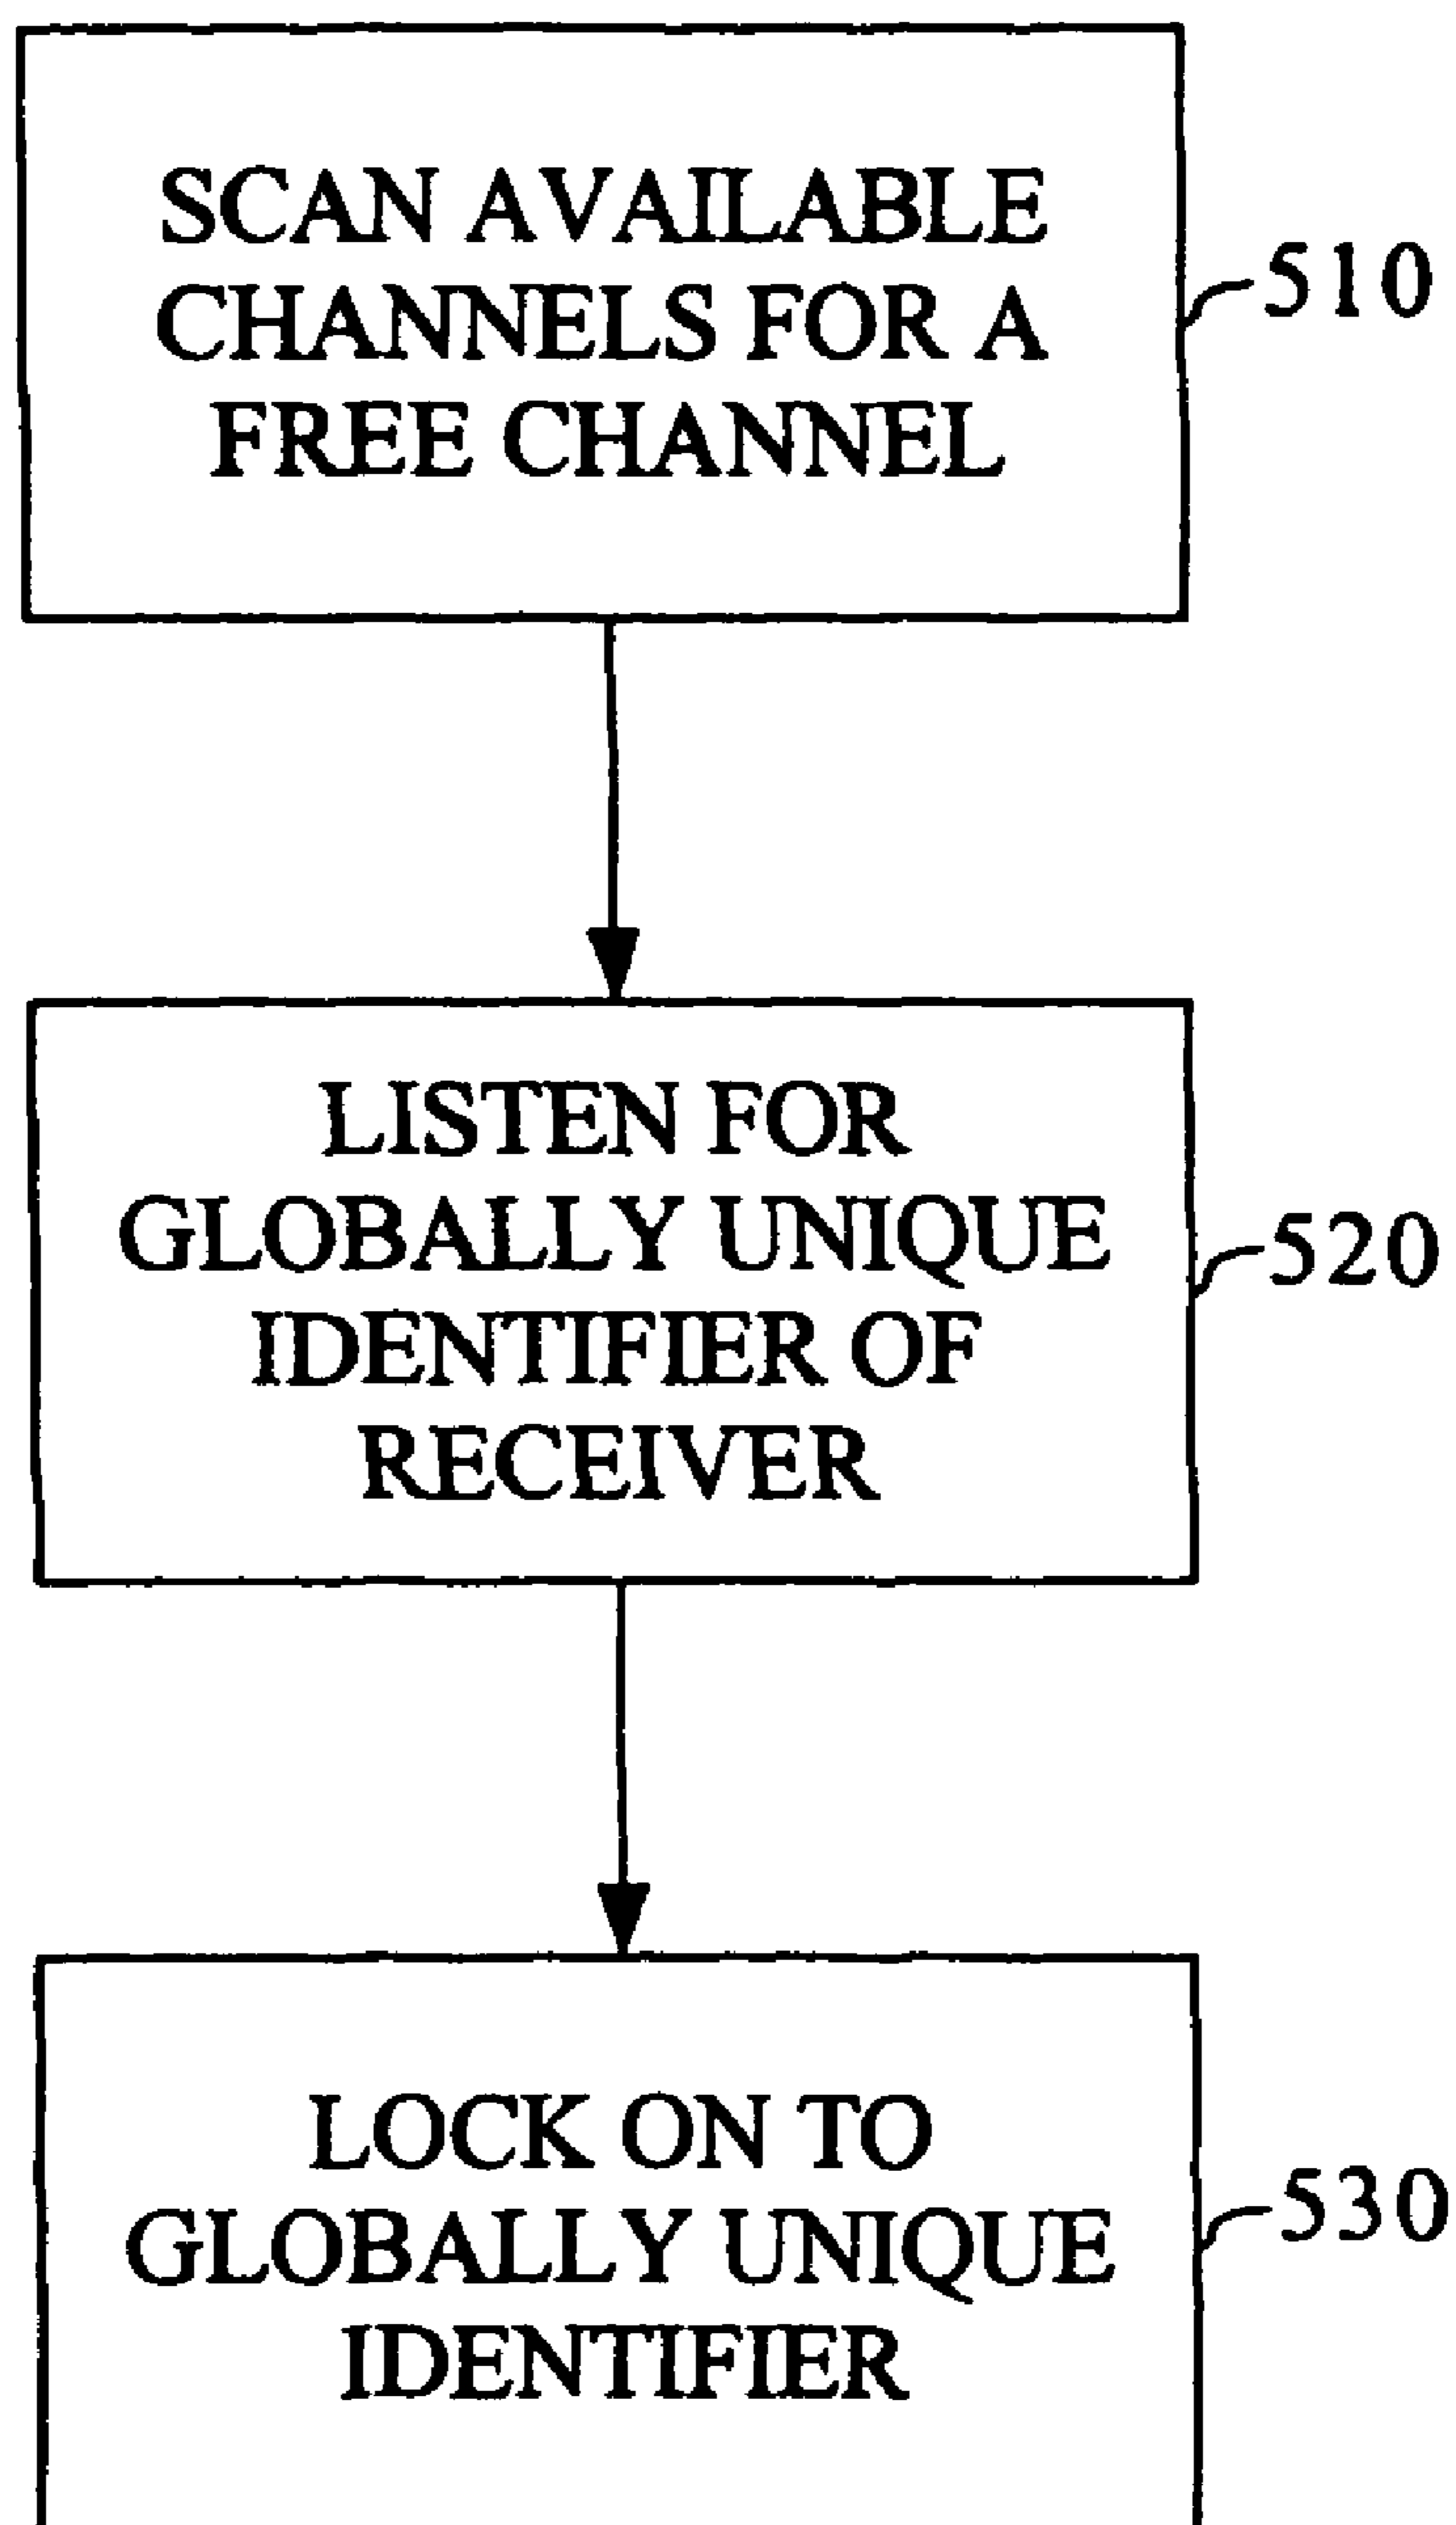 SCAN AVAILABLE
CHANNELS FOR A
FREE CHANNEL
510
LISTEN FOR
GLOBALLY UNIQUE
IDENTIFIER OF
RECEIVER
520
LOCK ON TO
GLOBALLY UNIQUE
IDENTIFIER
530